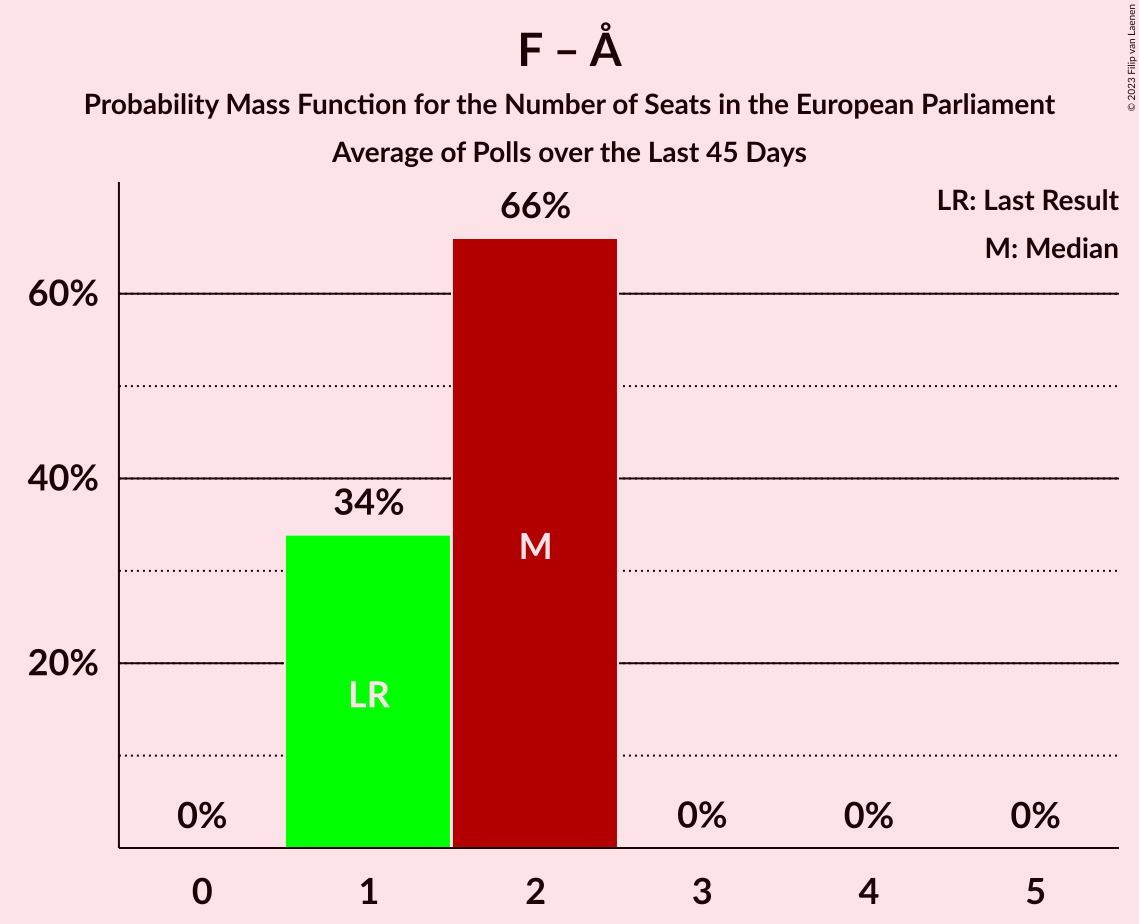 F – Å
Probability Mass Function for the Number of Seats in the European Parliament
Average of Polls over the Last 45 Days
© 2023 Filip van Laenen
LR: Last Result
M: Median
66%
60%
40%
34%
M
20%
LR
0%
0%
0%
0%
0
1
2
3
4
5